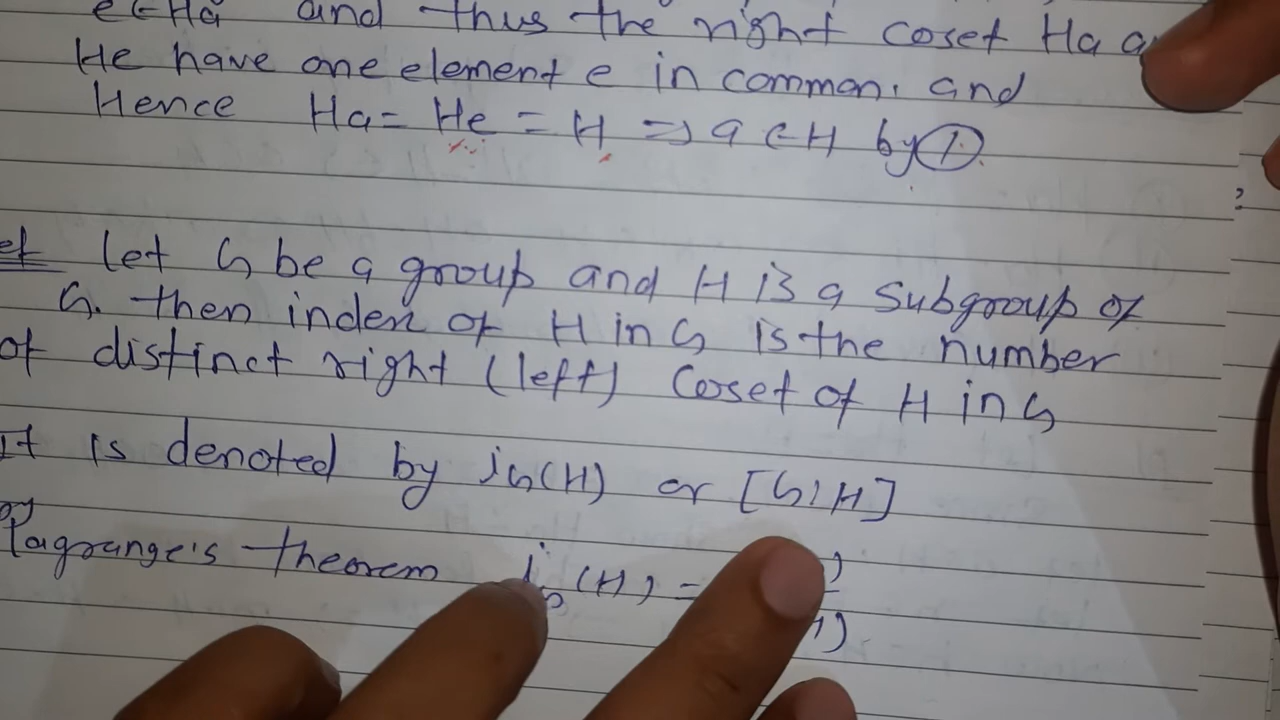 e∈Ha and thus the right coset Ha
He have one element e in common. and
Hence Ha = He = H => a ∈ H by ①.
let G be a group and H is a subgroup of
G. then index of H in G is the number
of distinct right (left) Coset of H in G
It is denoted by iG(H) or [G:H]
by
lagrange's theorem iG(H) =